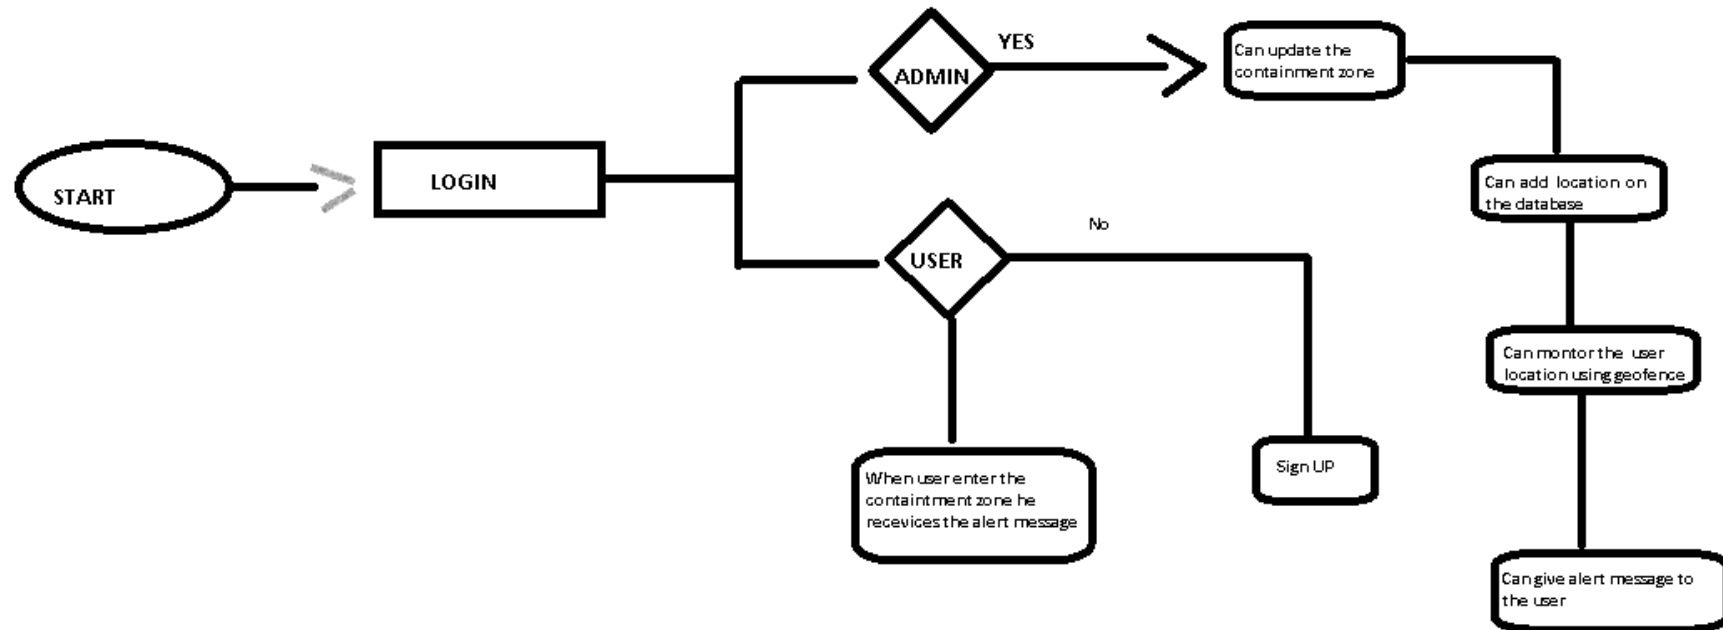 START
LOGIN
ADMIN
YES
Can update the
containment zone
Can add location on
the database
USER
No
Can montor the user
location using geofence
When user enter the
containtment zone he
recevices the alert message
Sign UP
Can give alert message to
the user